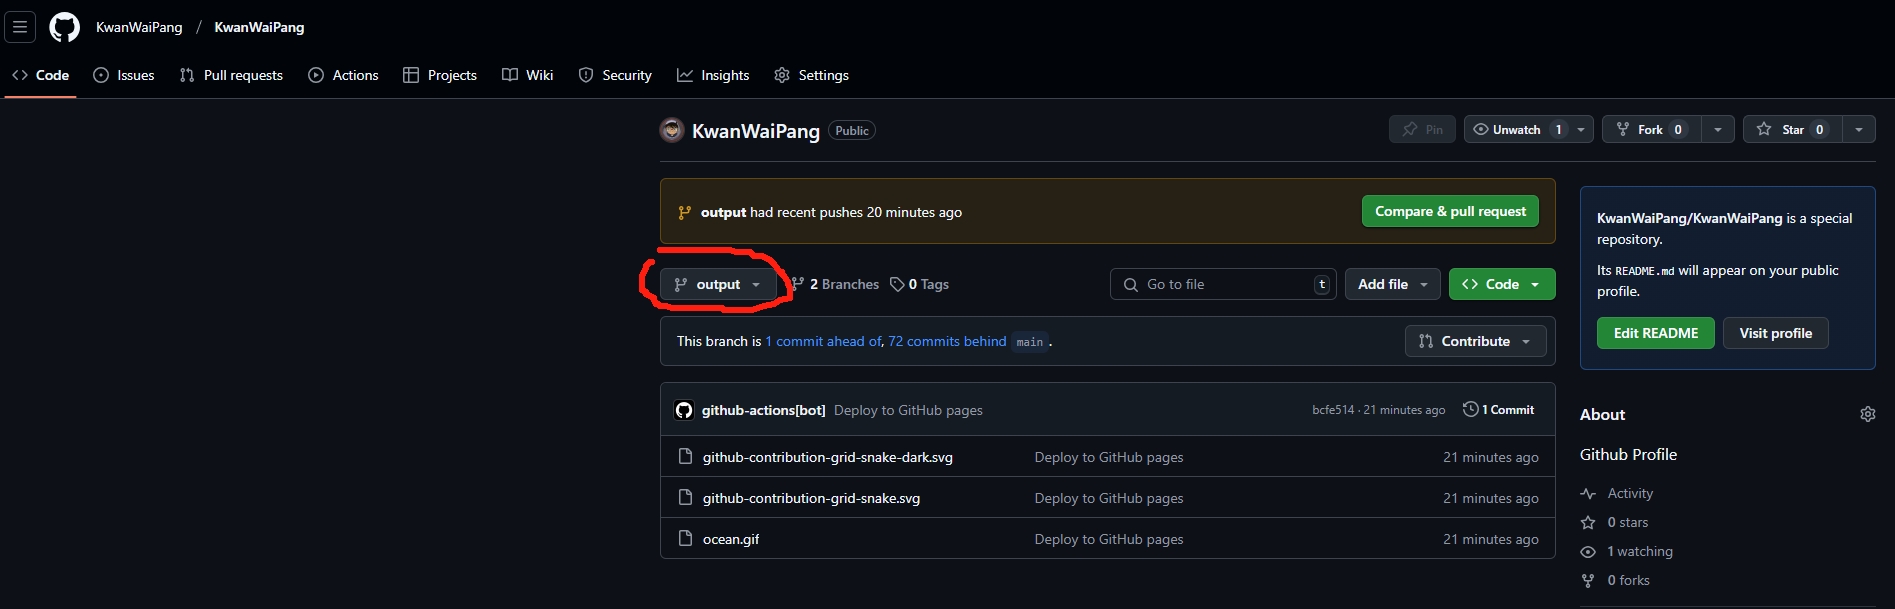 KwanWaiPang / KwanWaiPang
Code Issues Pull requests Actions Projects Wiki Security Insights Settings
KwanWaiPang Public
Pin Unwatch 1 Fork 0 Star 0
output had recent pushes 20 minutes ago
Compare & pull request
output 2 Branches 0 Tags
Go to file t Add file Code
This branch is 1 commit ahead of, 72 commits behind main .
Contribute
github-actions[bot] Deploy to GitHub pages bcfe514 · 21 minutes ago 1 Commit
github-contribution-grid-snake-dark.svg Deploy to GitHub pages 21 minutes ago
github-contribution-grid-snake.svg Deploy to GitHub pages 21 minutes ago
ocean.gif Deploy to GitHub pages 21 minutes ago
KwanWaiPang/KwanWaiPang is a special
repository.
Its README.md will appear on your public
profile.
Edit README Visit profile
About
Github Profile
Activity
0 stars
1 watching
0 forks